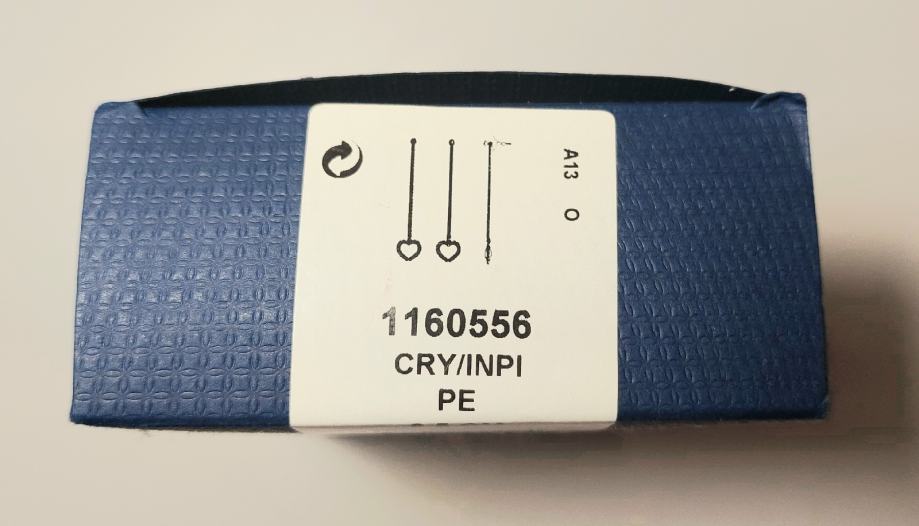 A13 O
1160556
CRY/INPI
PE